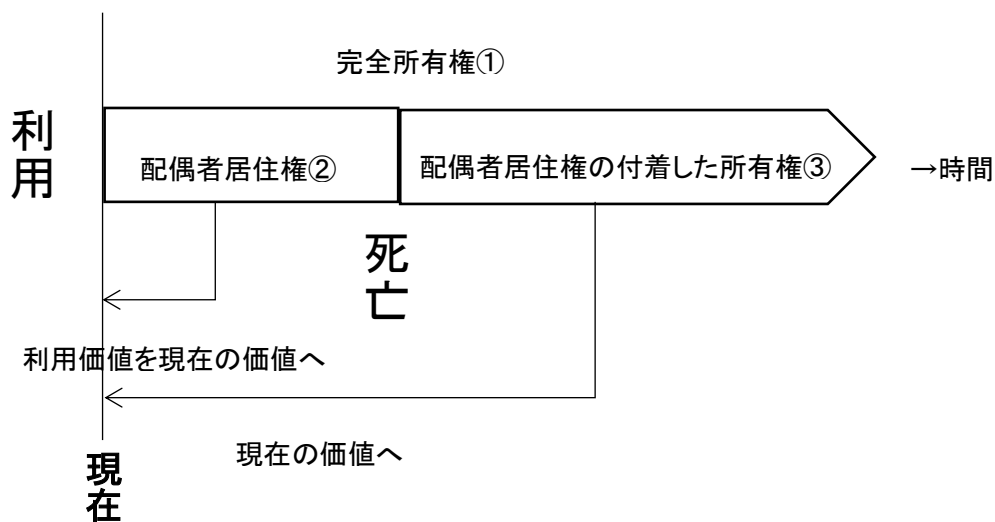 完全所有権①
利用
配偶者居住権②
配偶者居住権の付着した所有権③
→時間
死亡
利用価値を現在の価値へ
現在の価値へ
現在